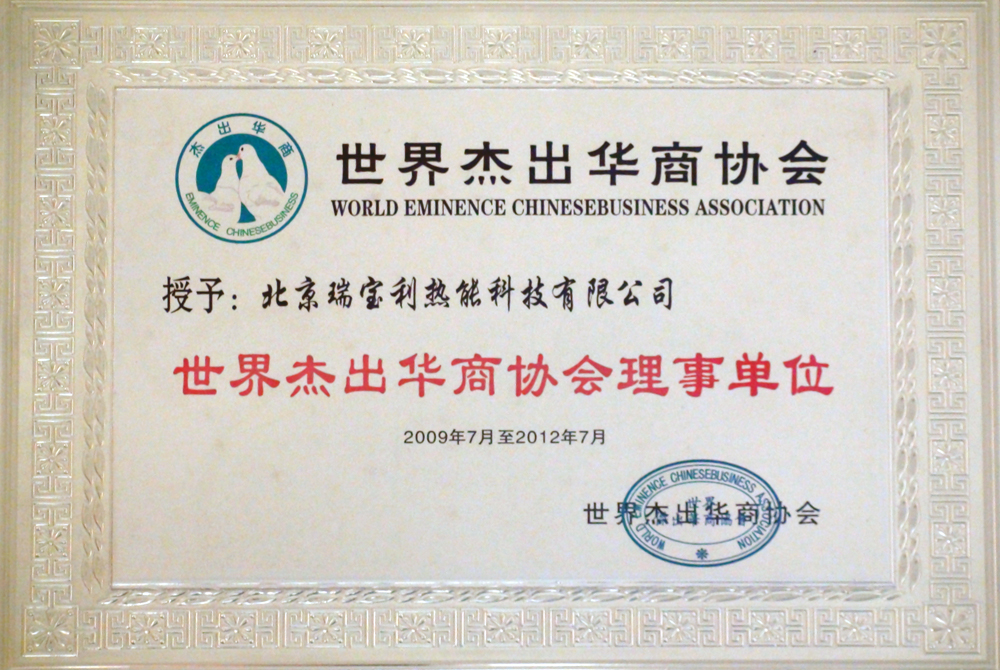 杰出华商
EMINENCE CHINESEBUSINESS
世界杰出华商协会
WORLD EMINENCE CHINESEBUSINESS ASSOCIATION
授予：北京瑞宝利热能科技有限公司
世界杰出华商协会理事单位
2009年7月至2012年7月
世界杰出华商协会
WORLD EMINENCE CHINESEBUSINESS ASSOCIATION
世界